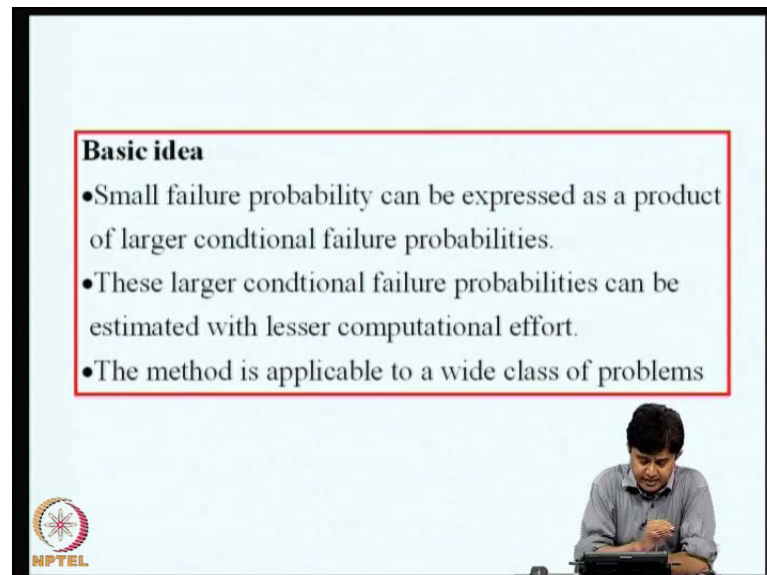 Basic idea
•Small failure probability can be expressed as a product
of larger condtional failure probabilities.
•These larger condtional failure probabilities can be
estimated with lesser computational effort.
•The method is applicable to a wide class of problems
NPTEL